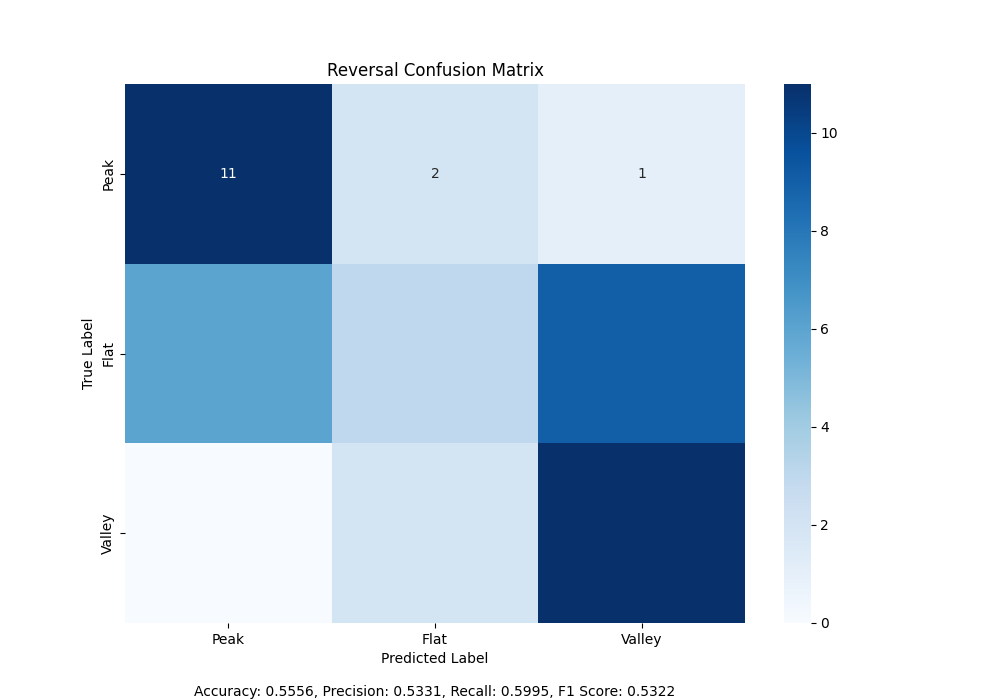 Reversal Confusion Matrix
10
Peak
11
2
1
8
True Label
Flat
6
4
Valley
2
0
Peak
Flat
Valley
Predicted Label
Accuracy: 0.5556, Precision: 0.5331, Recall: 0.5995, F1 Score: 0.5322